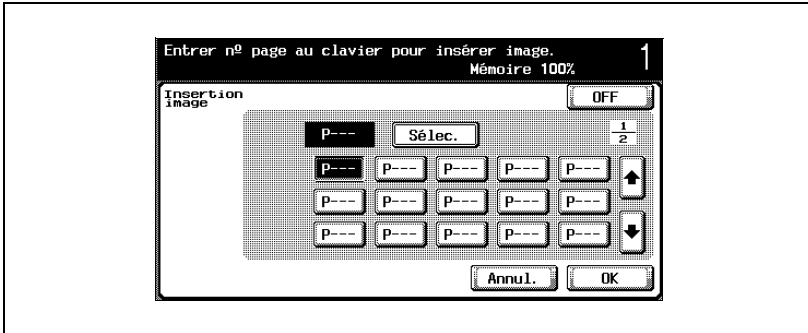 Entrer nº page au clavier pour insérer image.
1
Mémoire 100%
Insertion
image
OFF
P---
Sélec.
1
2
P--- P--- P--- P--- P---
P--- P--- P--- P--- P---
P--- P--- P--- P--- P---
Annul.
OK